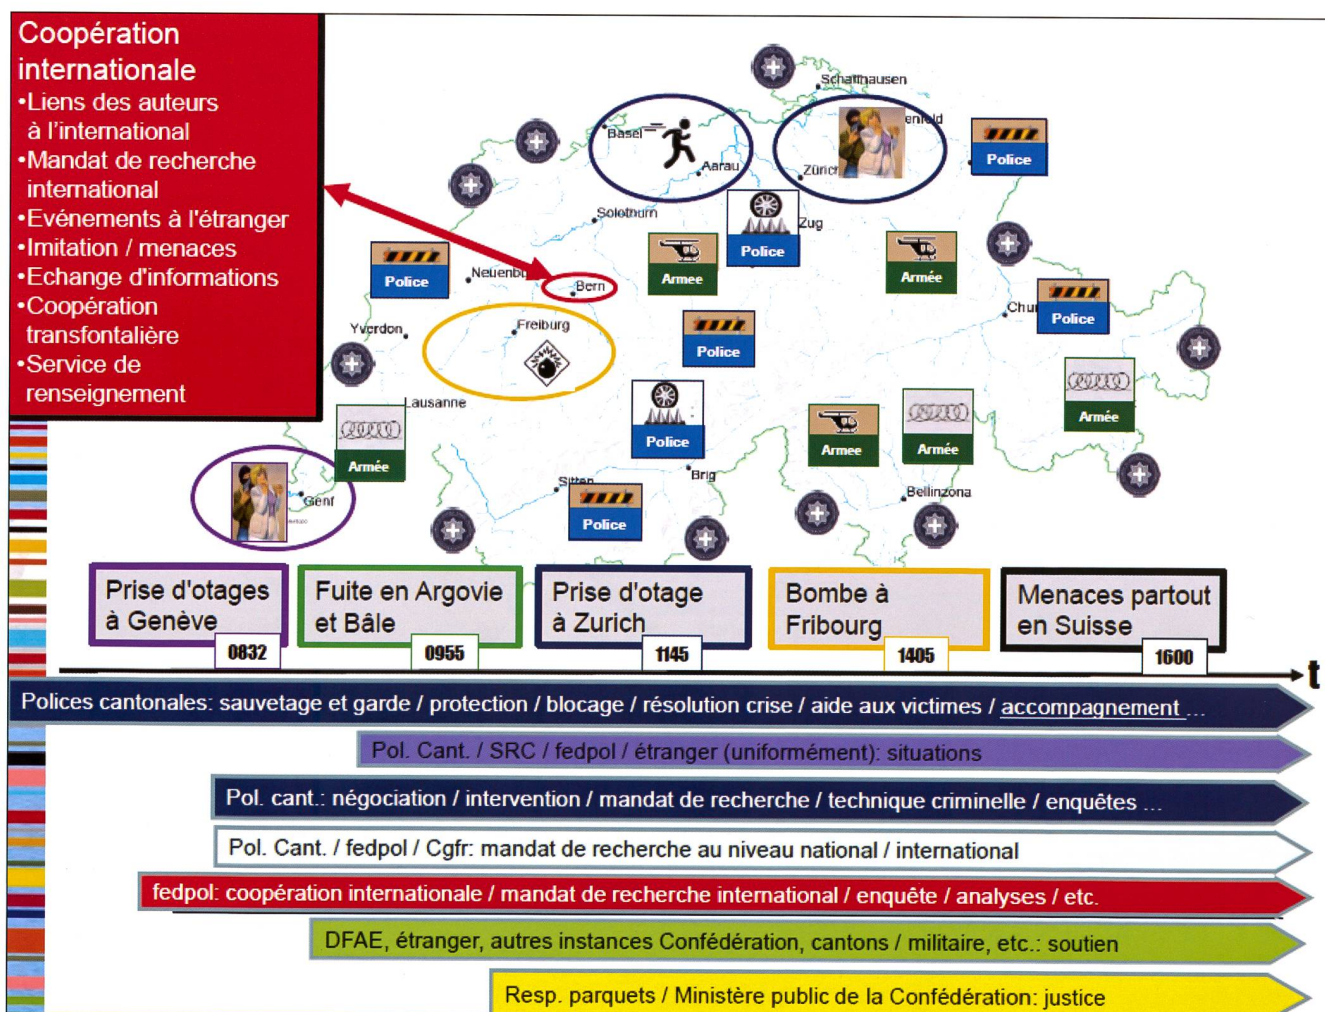 Coopération
internationale
•Liens des auteurs
à l'international
•Mandat de recherche
international
•Evénements à l'étranger
•Imitation / menaces
•Echange d'informations
•Coopération
transfontalière
•Service de
renseignement
Schaffhausen
Basel
enfeld
Police
Aarau
Zürich
Solothurn
Zug
Police
Police
Neuenbu
Armee
Armée
Bern
Chur
Police
Yverdon
Freiburg
Police
Lausanne
Armée
Police
Armée
Armée
Armée
Genf
Sitten
Brig
Bellinzona
Police
Prise d'otages
à Genève
0832
Fuite en Argovie
et Bâle
0955
Prise d'otage
à Zurich
1145
Bombe à
Fribourg
1405
Menaces partout
en Suisse
1600
t
Polices cantonales: sauvetage et garde / protection / blocage / résolution crise / aide aux victimes / accompagnement ...
Pol. Cant. / SRC / fedpol / étranger (uniformément): situations
Pol. cant.: négociation / intervention / mandat de recherche / technique criminelle / enquêtes ...
Pol. Cant. / fedpol / Cgfr: mandat de recherche au niveau national / international
fedpol: coopération internationale / mandat de recherche international / enquête / analyses / etc.
DFAE, étranger, autres instances Confédération, cantons / militaire, etc.: soutien
Resp. parquets / Ministère public de la Confédération: justice